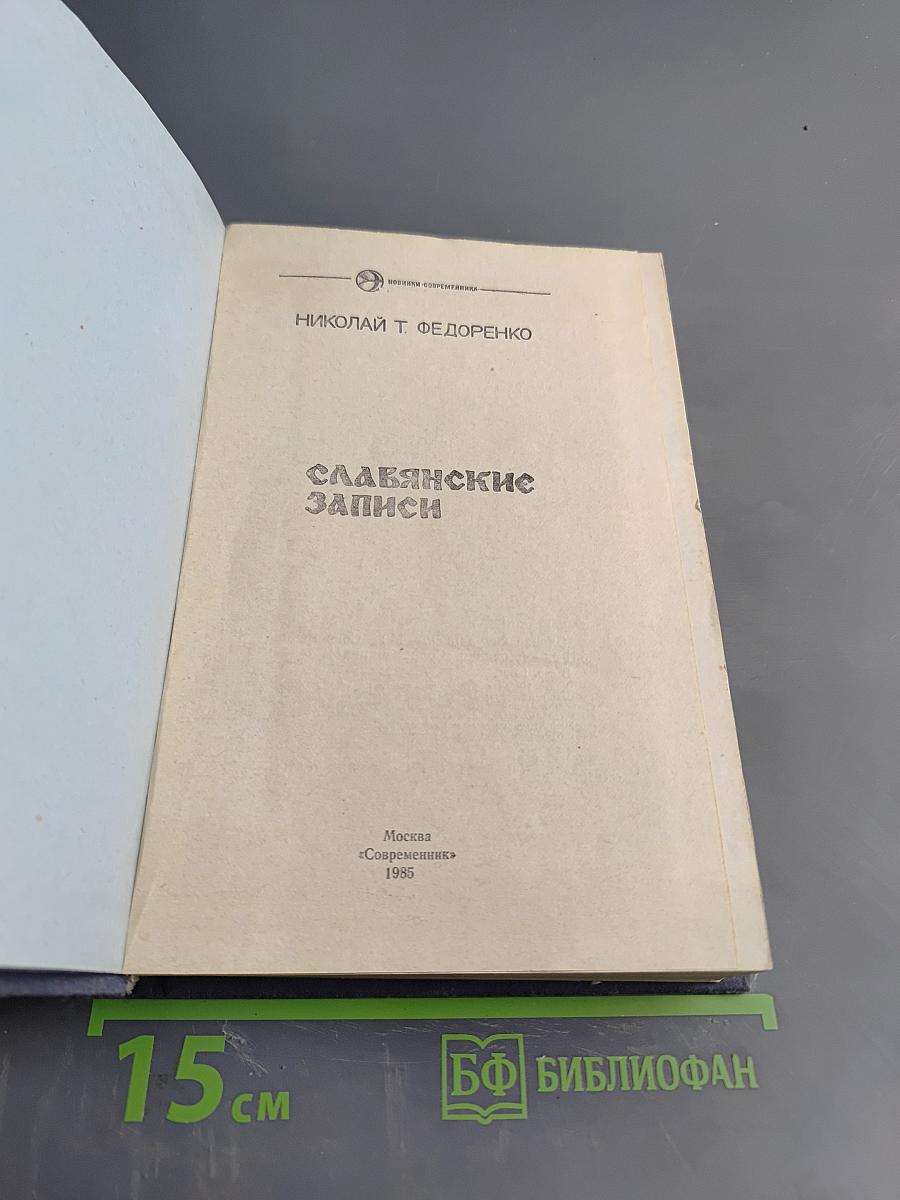 НОВИНКИ «СОВРЕМЕННИКА»
НИКОЛАЙ Т. ФЕДОРЕНКО
СЛАВЯНСКИЕ
ЗАПИСИ
Москва
«Современник»
1985
15 см
БФ БИБЛИОФАН